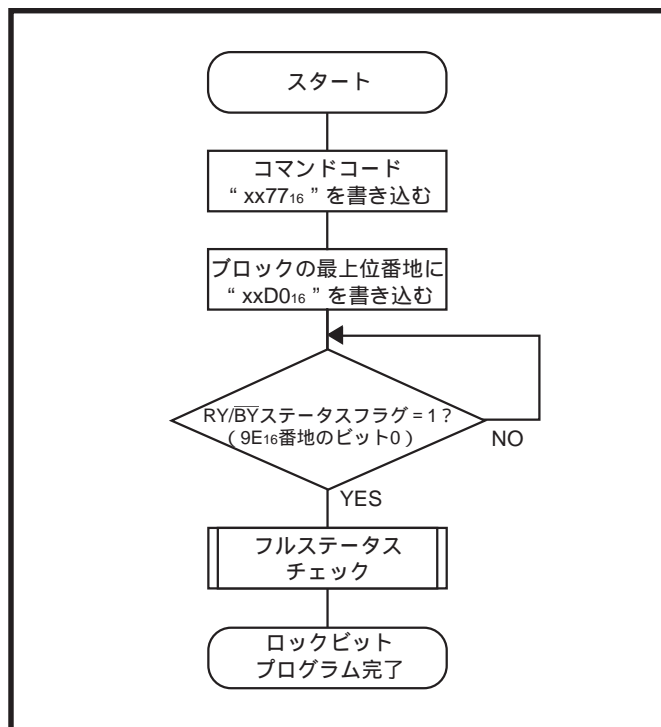 スタート
コマンドコード
“ xx77₁₆ ” を書き込む
ブロックの最上位番地に
“ xxD0₁₆ ” を書き込む
RY/B̅Y̅ステータスフラグ = 1?
( 9E₁₆番地のビット0 )
NO
YES
フルステータス
チェック
ロックビット
プログラム完了